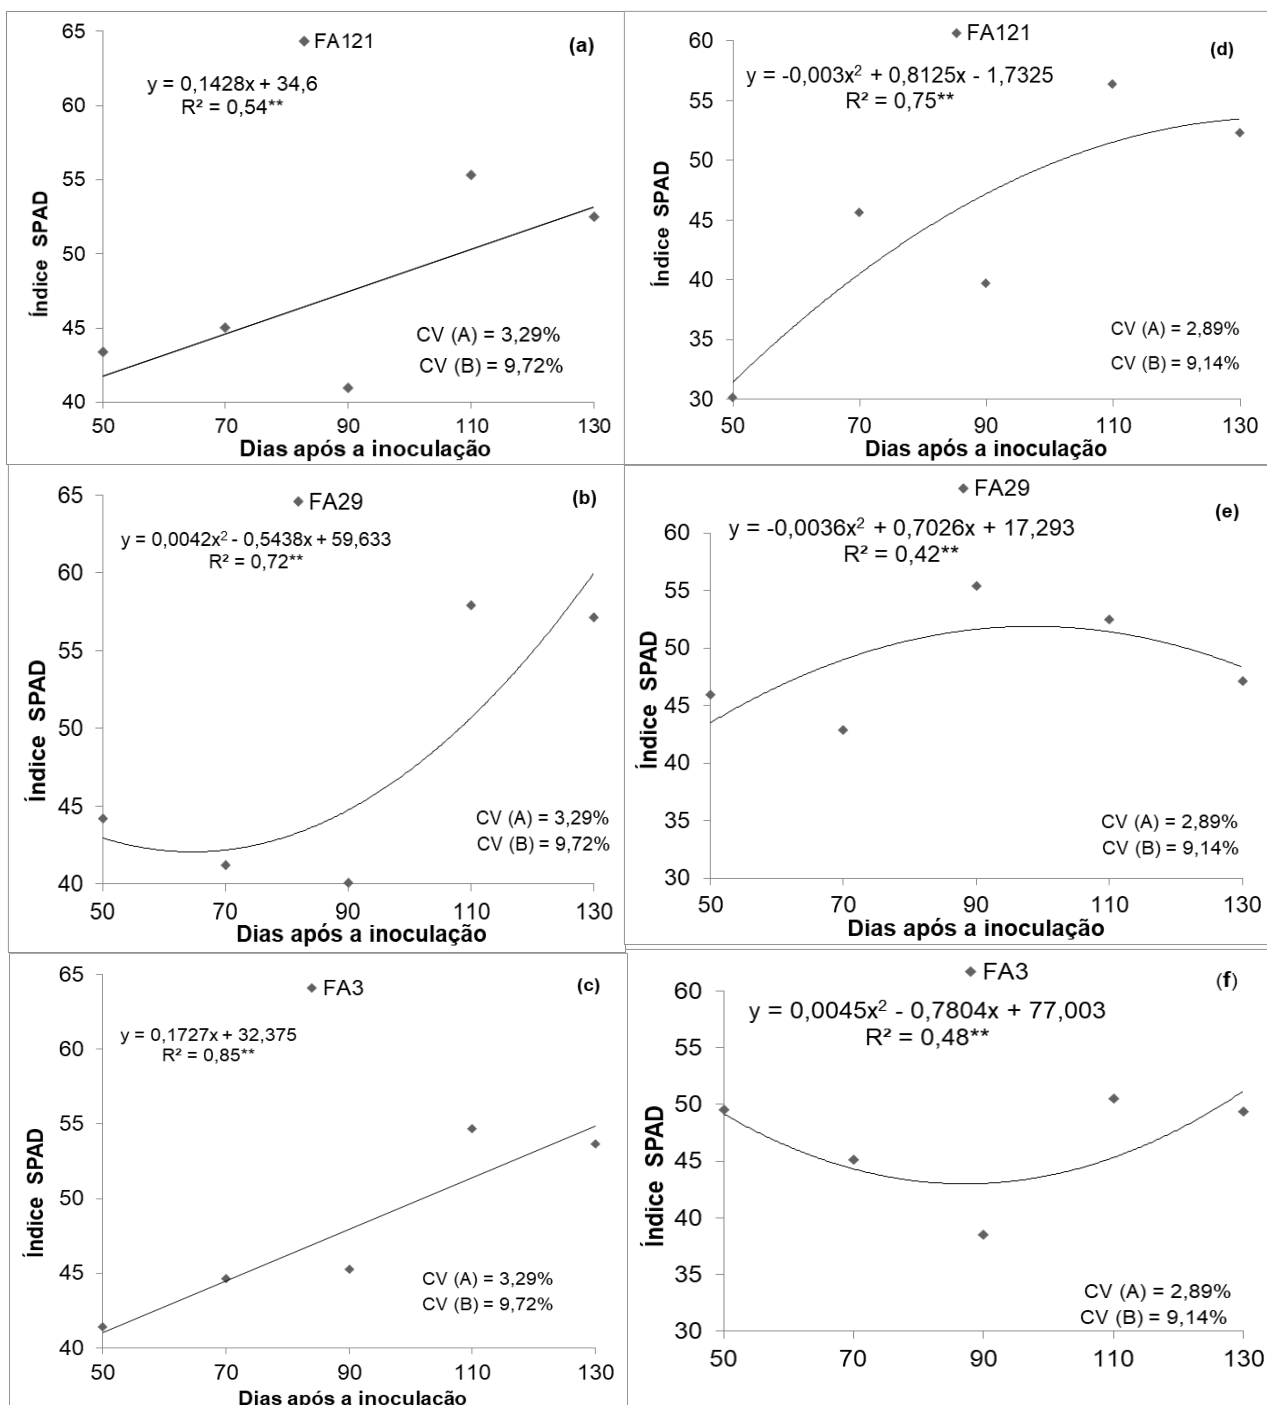 FA121
(a)
y = 0,1428x + 34,6
R² = 0,54**
65
60
55
50
45
40
Índice SPAD
CV (A) = 3,29%
CV (B) = 9,72%
50 70 90 110 130
Dias após a inoculação
FA121
(d)
y = -0,003x² + 0,8125x - 1,7325
R² = 0,75**
60
55
50
45
40
35
30
Índice SPAD
CV (A) = 2,89%
CV (B) = 9,14%
50 70 90 110 130
Dias após a inoculação
FA29
(b)
y = 0,0042x² - 0,5438x + 59,633
R² = 0,72**
65
60
55
50
45
40
Índice SPAD
CV (A) = 3,29%
CV (B) = 9,72%
50 70 90 110 130
Dias após a inoculação
FA29
(e)
y = -0,0036x² + 0,7026x + 17,293
R² = 0,42**
60
55
50
45
40
35
30
Índice SPAD
CV (A) = 2,89%
CV (B) = 9,14%
50 70 90 110 130
Dias após a inoculação
FA3
(c)
y = 0,1727x + 32,375
R² = 0,85**
65
60
55
50
45
40
Índice SPAD
CV (A) = 3,29%
CV (B) = 9,72%
50 70 90 110 130
Dias após a inoculação
FA3
(f)
y = 0,0045x² - 0,7804x + 77,003
R² = 0,48**
60
55
50
45
40
35
30
Índice SPAD
CV (A) = 2,89%
CV (B) = 9,14%
50 70 90 110 130